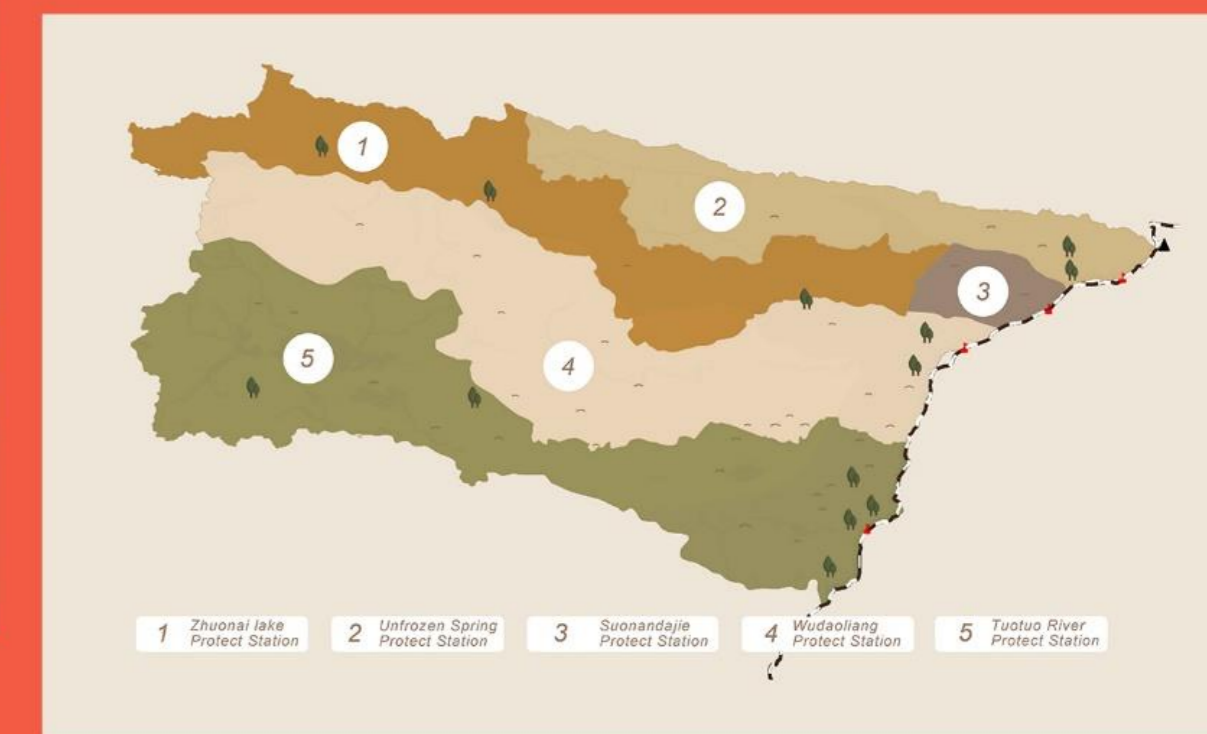 1
2
3
4
5
1
Zhuonai lake
Protect Station
2
Unfrozen Spring
Protect Station
3
Suonandajie
Protect Station
4
Wudaoliang
Protect Station
5
Tuotuo River
Protect Station